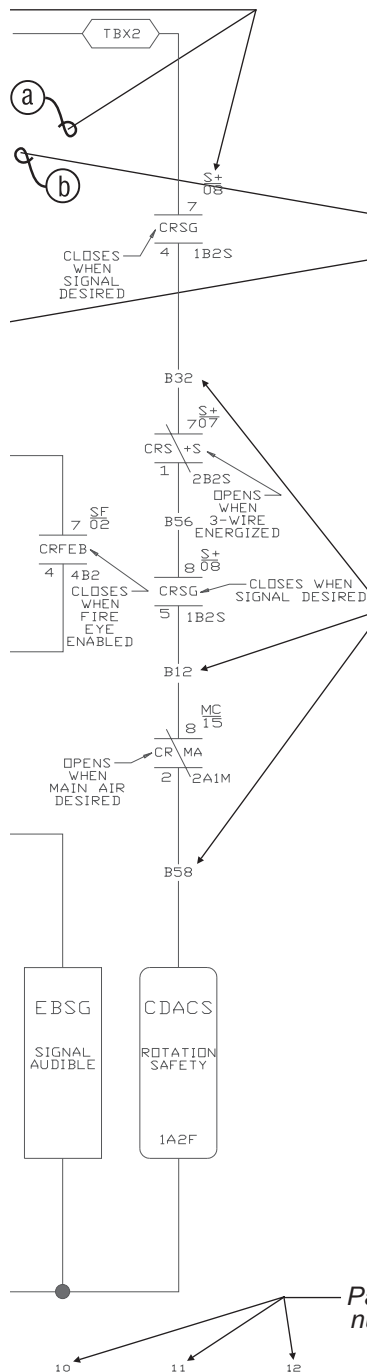 TBX2
a
b
S+
08
7
CRSG
4 1B2S
CLOSES
WHEN
SIGNAL
DESIRED
B32
S+
07
7
CRS +S
1
2B2S
OPENS
WHEN
3-WIRE
ENERGIZED
B56
SF
02
7
CRFEB
4 4B2
CLOSES
WHEN
FIRE
EYE
ENABLED
S+
08
8
CRSG
5 1B2S
CLOSES WHEN
SIGNAL DESIRED
B12
MC
15
8
CR MA
2 2A1M
OPENS
WHEN
MAIN AIR
DESIRED
B58
EBSG
SIGNAL
AUDIBLE
CDACS
ROTATION
SAFETY
1A2F
10 11 12